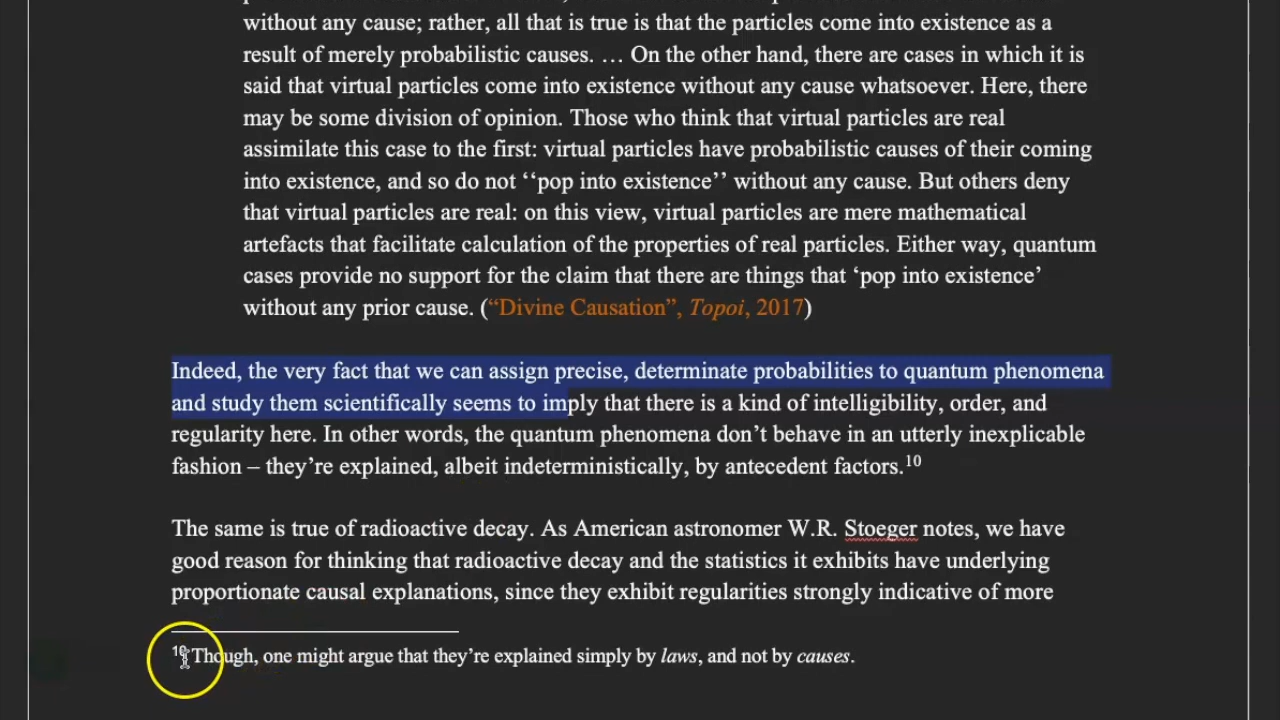 without any cause; rather, all that is true is that the particles come into existence as a
result of merely probabilistic causes. … On the other hand, there are cases in which it is
said that virtual particles come into existence without any cause whatsoever. Here, there
may be some division of opinion. Those who think that virtual particles are real
assimilate this case to the first: virtual particles have probabilistic causes of their coming
into existence, and so do not ‘‘pop into existence’’ without any cause. But others deny
that virtual particles are real: on this view, virtual particles are mere mathematical
artefacts that facilitate calculation of the properties of real particles. Either way, quantum
cases provide no support for the claim that there are things that ‘pop into existence’
without any prior cause. (“Divine Causation”, Topoi, 2017)
Indeed, the very fact that we can assign precise, determinate probabilities to quantum phenomena
and study them scientifically seems to imply that there is a kind of intelligibility, order, and
regularity here. In other words, the quantum phenomena don’t behave in an utterly inexplicable
fashion – they’re explained, albeit indeterministically, by antecedent factors.10
The same is true of radioactive decay. As American astronomer W.R. Stoeger notes, we have
good reason for thinking that radioactive decay and the statistics it exhibits have underlying
proportionate causal explanations, since they exhibit regularities strongly indicative of more
10 Though, one might argue that they’re explained simply by laws, and not by causes.